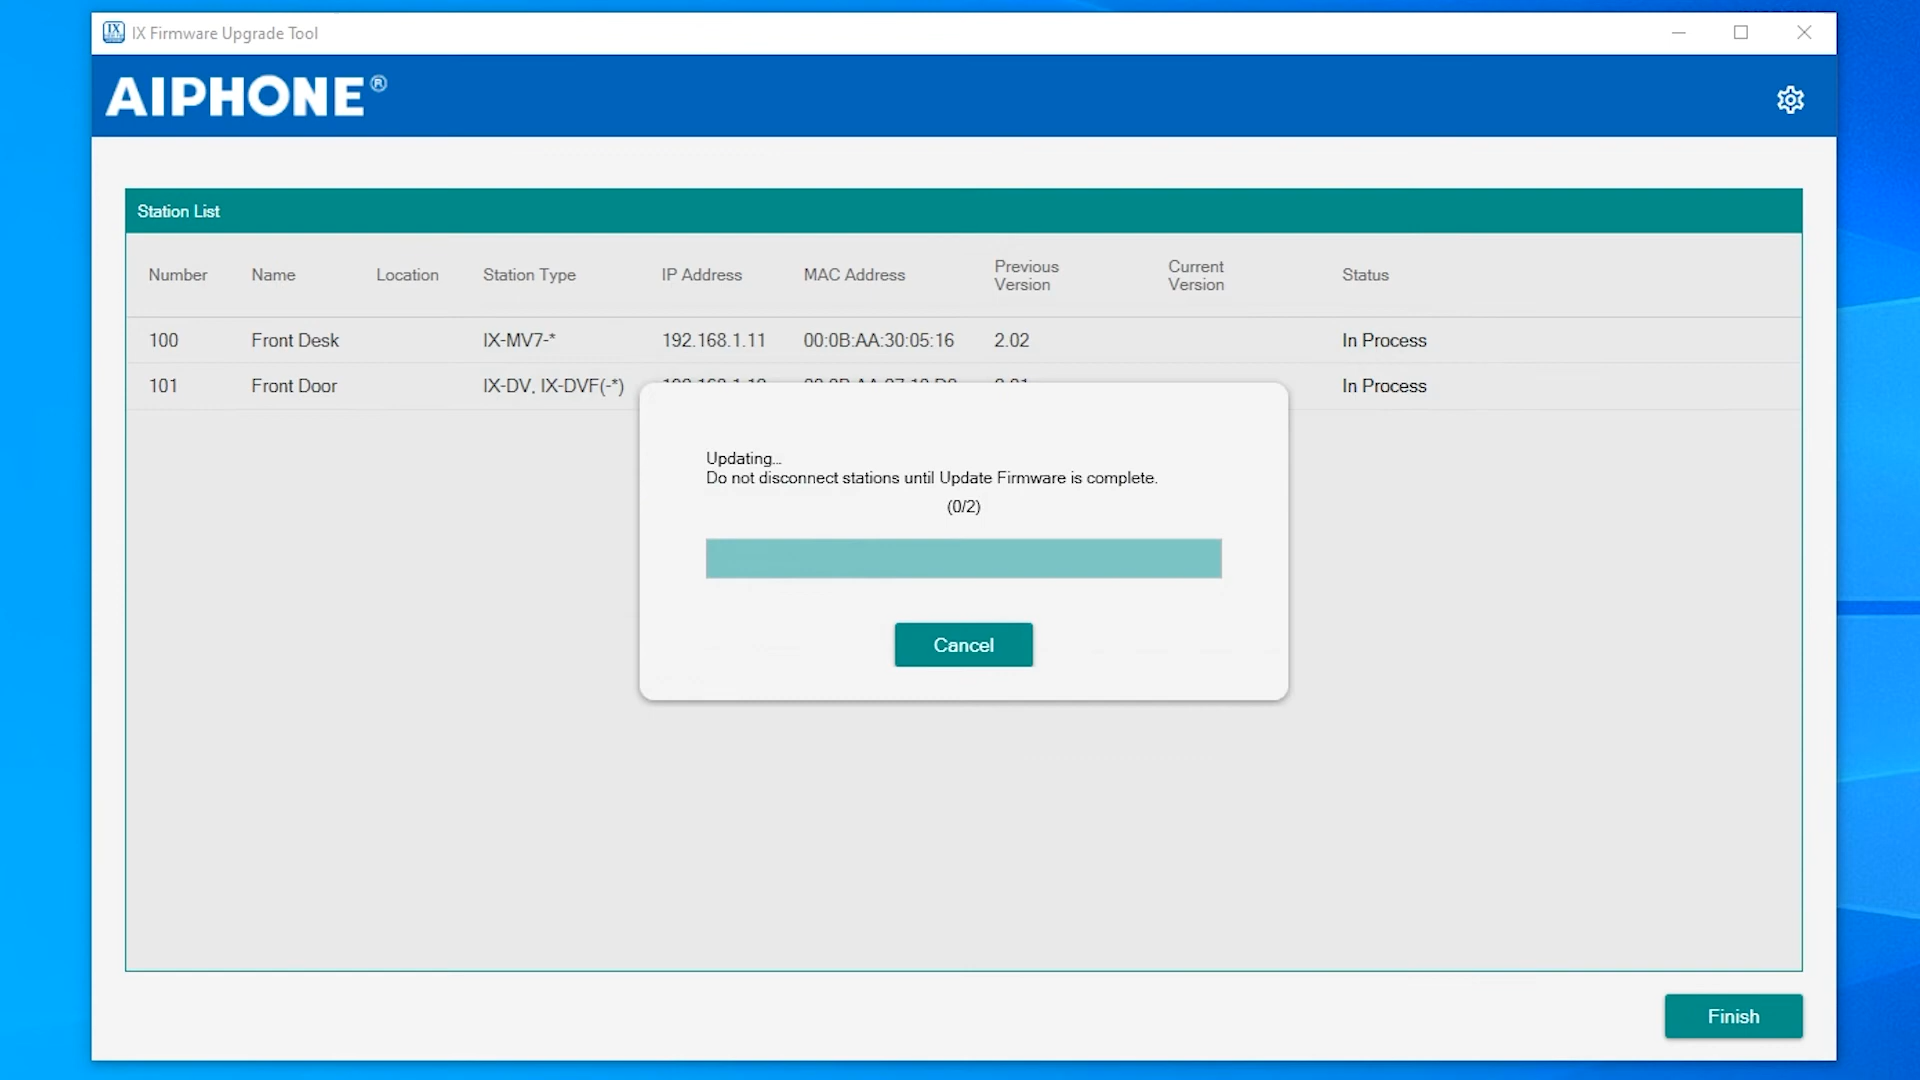 IX Firmware Upgrade Tool
AIPHONE®
Station List
Number Name Location Station Type IP Address MAC Address Previous Version Current Version Status
100 Front Desk IX-MV7-* 192.168.1.11 00:0B:AA:30:05:16 2.02 In Process
101 Front Door IX-DV, IX-DVF(-*) In Process
Updating...
Do not disconnect stations until Update Firmware is complete.
(0/2)
Cancel
Finish